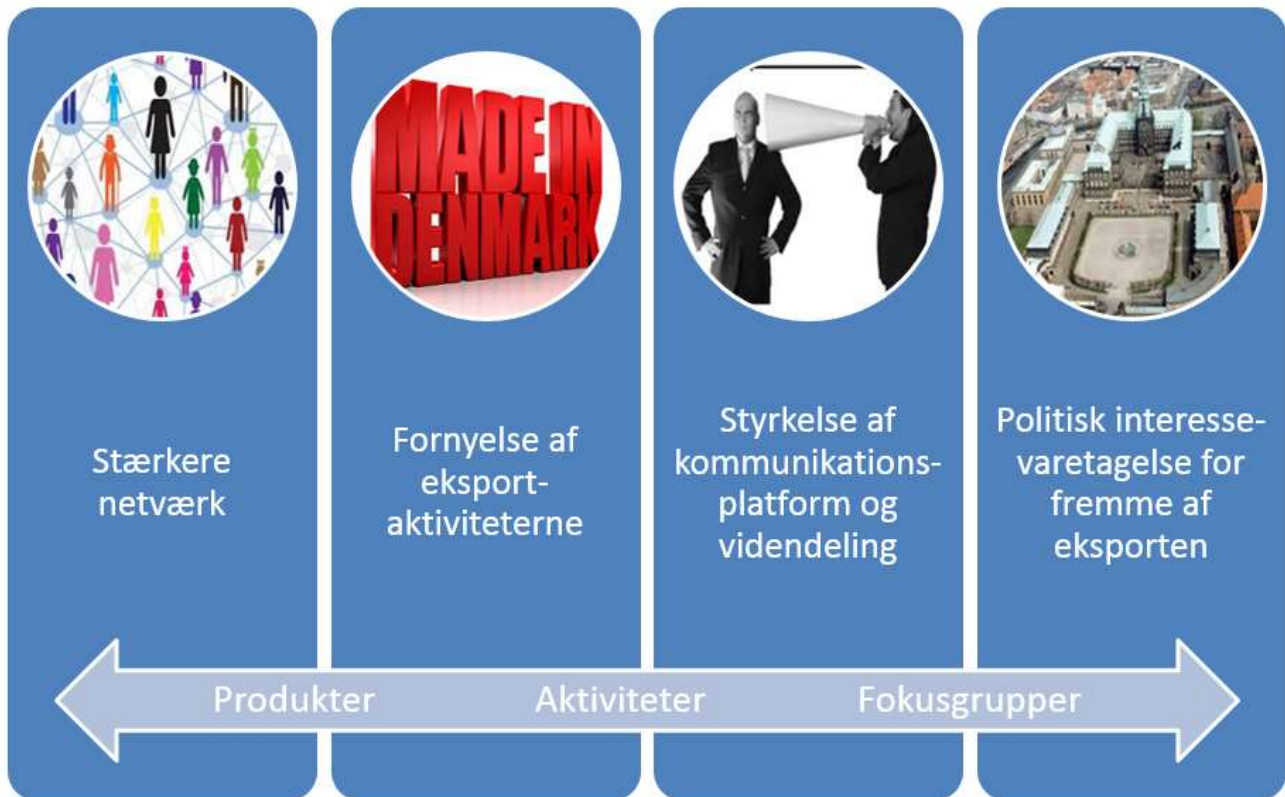 MADE IN
DENMARK
Stærkere
netværk
Fornyelse af
eksport-
aktiviteterne
Styrkelse af
kommunikations-
platform og
videndeling
Politisk interesse-
varetagelse for
fremme af
eksporten
Produkter
Aktiviteter
Fokusgrupper